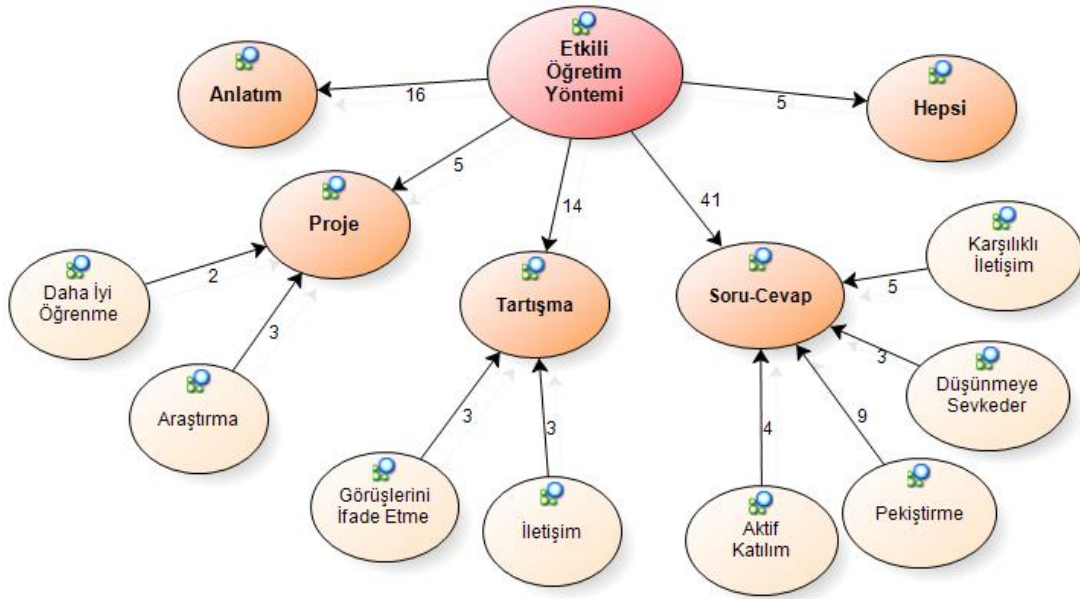 Etkili
Öğretim
Yöntemi
Anlatım
16
5
Hepsi
5
Proje
14
41
Tartışma
Soru-Cevap
Karşılıklı
İletişim
5
Daha İyi
Öğrenme
2
3
Araştırma
3
Düşünmeye
Sevkeder
3
Görüşlerini
İfade Etme
3
İletişim
4
Aktif
Katılım
9
Pekiştirme